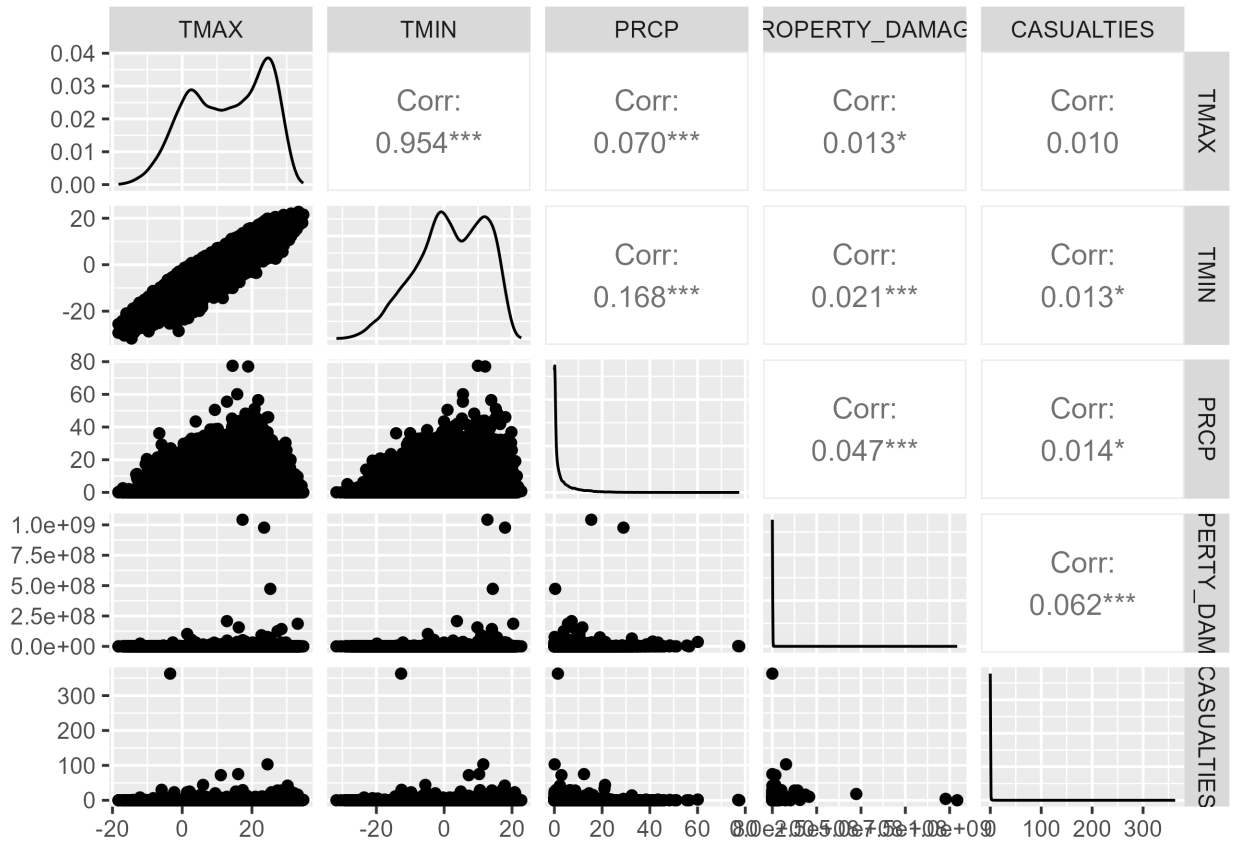 TMAX TMIN PRCP ROPERTY_DAMAG CASUALTIES
0.04
0.03
0.02
0.01
0.00
Corr:
0.954***
Corr:
0.070***
Corr:
0.013*
Corr:
0.010
TMAX
20
0
-20
Corr:
0.168***
Corr:
0.021***
Corr:
0.013*
TMIN
80
60
40
20
0
Corr:
0.047***
Corr:
0.014*
PRCP
1.0e+09
7.5e+08
5.0e+08
2.5e+08
0.0e+00
Corr:
0.062***
PERTY_DAM
300
200
100
0
CASUALTIES
-20 0 20
-20 0 20
0 20 40 60 80
0 100 200 300